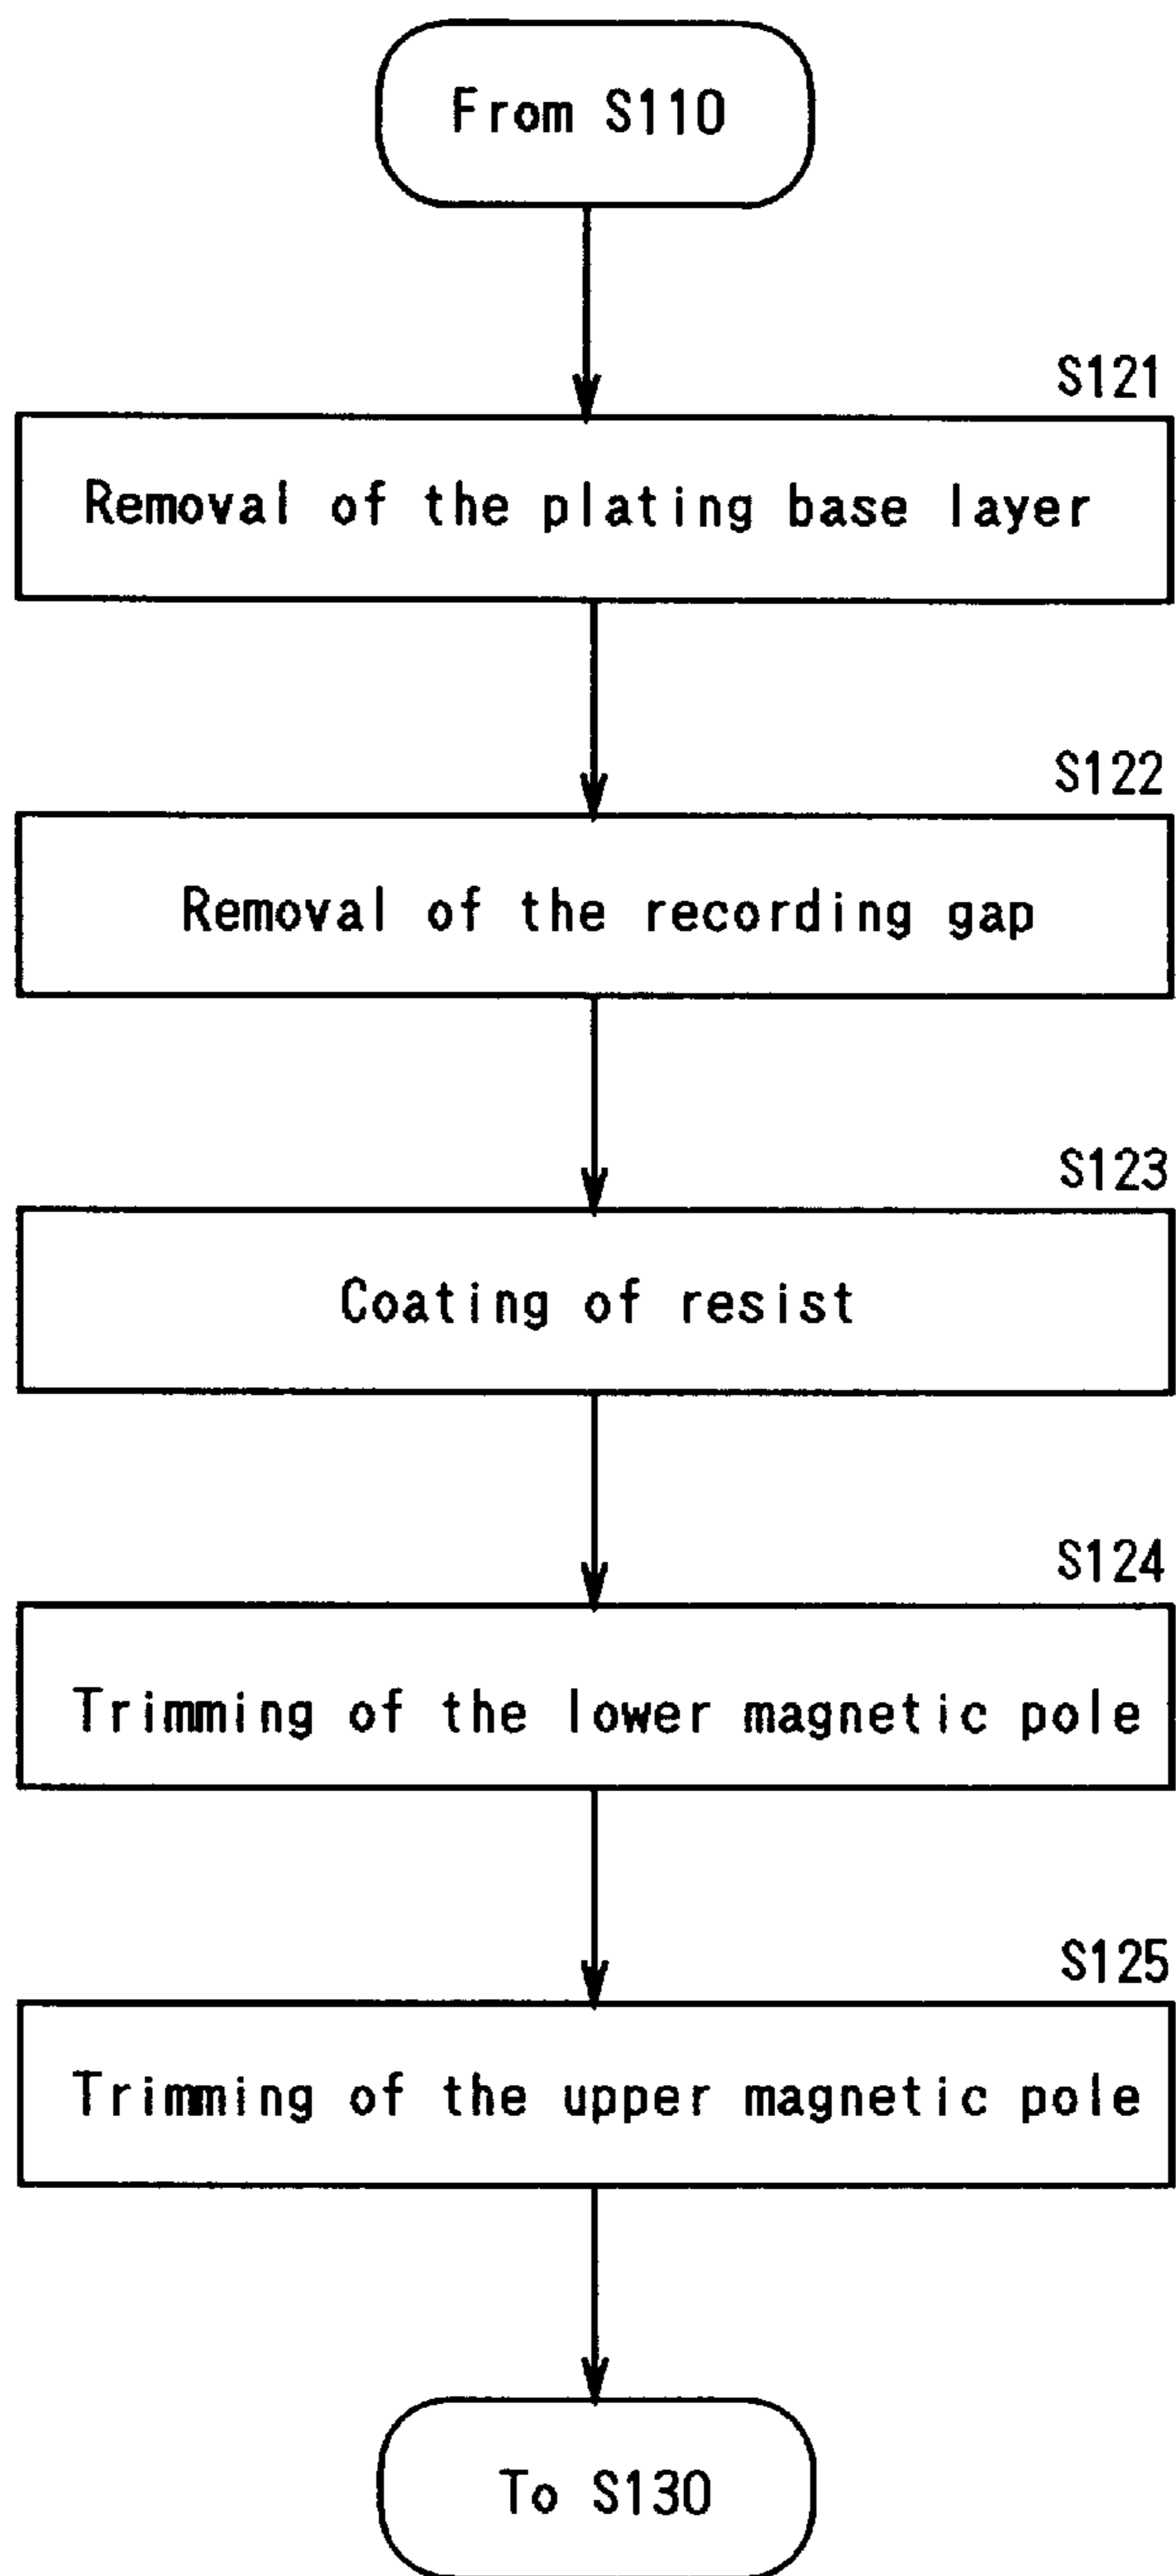 From S110
S121
Removal of the plating base layer
S122
Removal of the recording gap
S123
Coating of resist
S124
Trimming of the lower magnetic pole
S125
Trimming of the upper magnetic pole
To S130